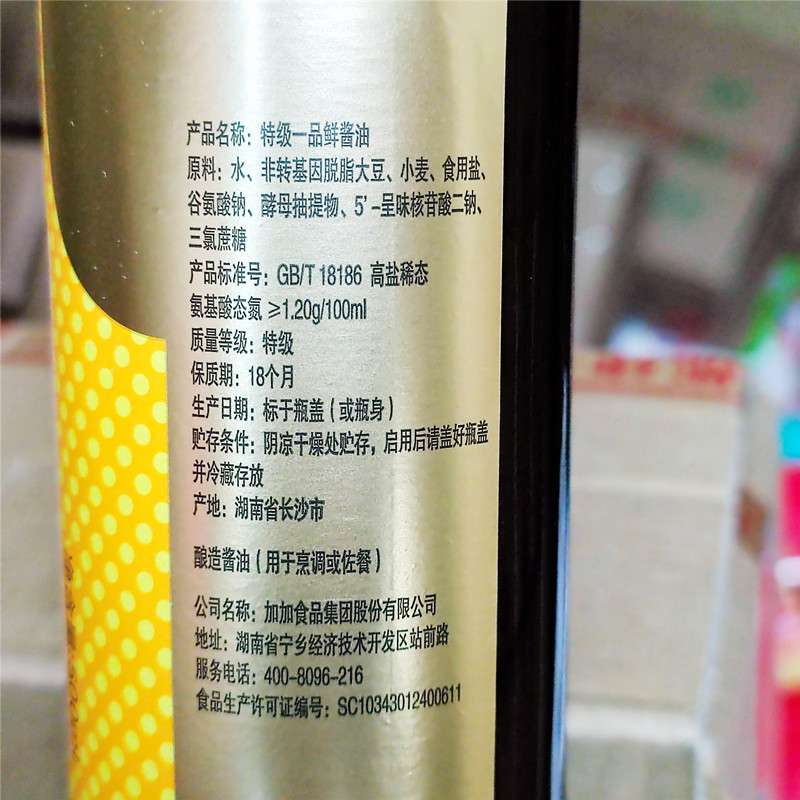 产品名称：特级一品鲜酱油
原料：水、非转基因脱脂大豆、小麦、食用盐、
谷氨酸钠、酵母抽提物、5'-呈味核苷酸二钠、
三氯蔗糖
产品标准号：GB/T 18186 高盐稀态
氨基酸态氮 ≥1.20g/100ml
质量等级：特级
保质期：18个月
生产日期：标于瓶盖（或瓶身）
贮存条件：阴凉干燥处贮存，启用后请盖好瓶盖
并冷藏存放
产地：湖南省长沙市
酿造酱油（用于烹调或佐餐）
公司名称：加加食品集团股份有限公司
地址：湖南省宁乡经济技术开发区站前路
服务电话：400-8096-216
食品生产许可证编号：SC10343012400611